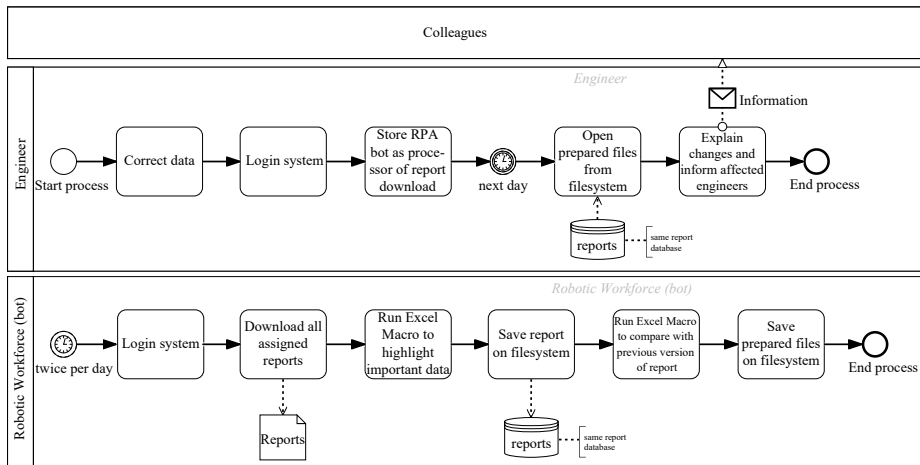 Colleagues
Engineer
Engineer
Information
Start process
Correct data
Login system
Store RPA
bot as proce-
ssor of report
download
next day
Open
prepared files
from
filesystem
Explain
changes and
inform affected
engineers
End process
reports
same report
database
Robotic Workforce (bot)
Robotic Workforce (bot)
twice per day
Login system
Download all
assigned
reports
Run Excel
Macro to
highlight
important data
Save report
on filesystem
Run Excel Macro
to compare with
previous version
of report
Save
prepared files
on filesystem
End process
Reports
reports
same report
database